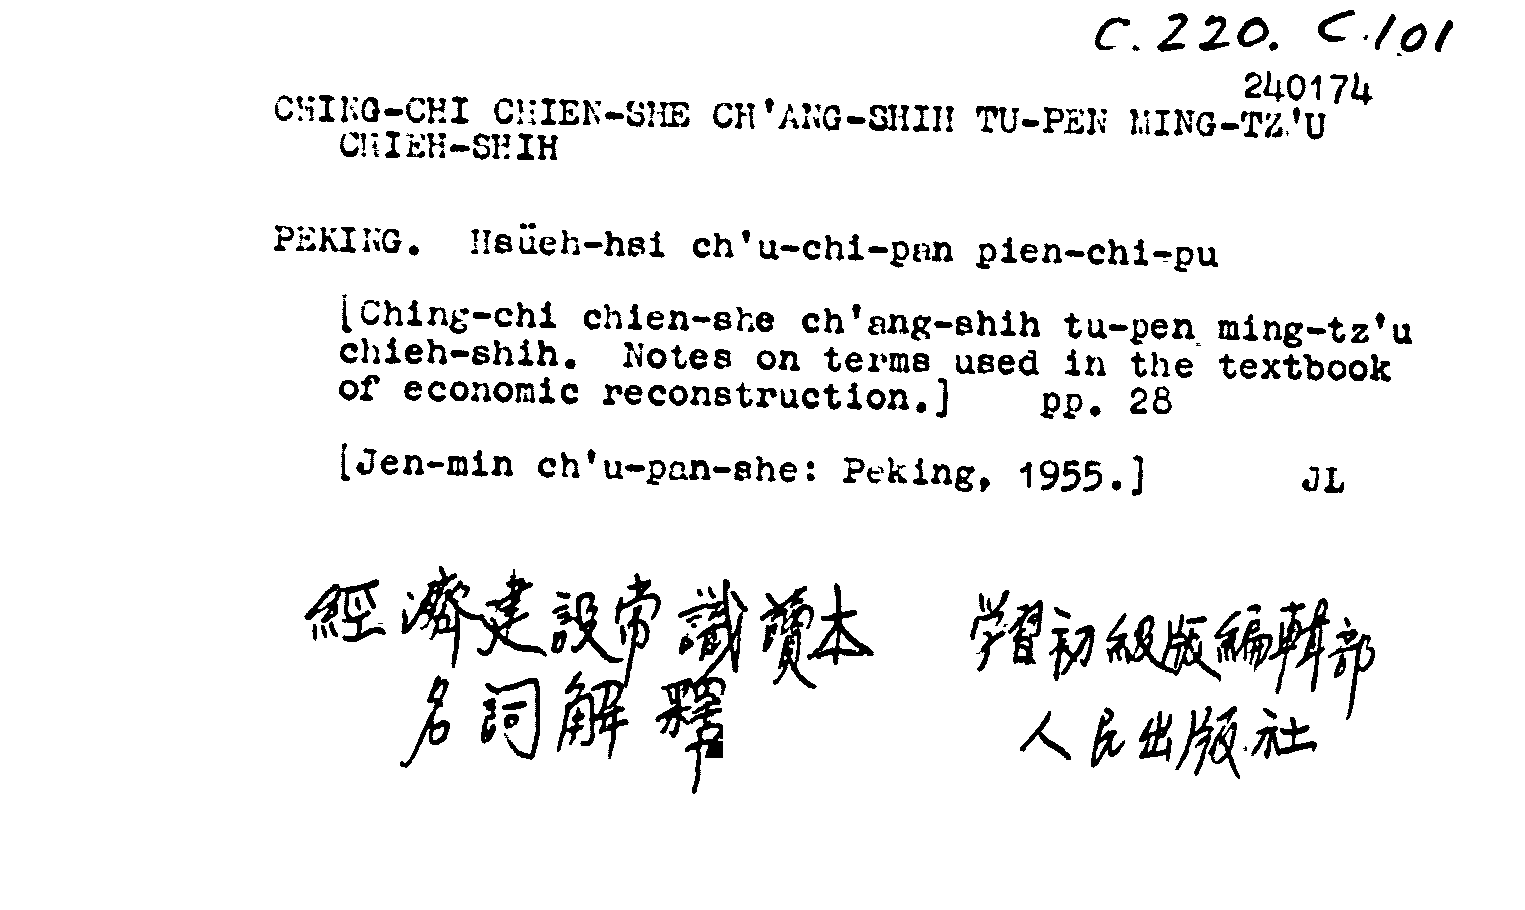 C.220. C.101
240174
CHING-CHI CHIEN-SHE CH'ANG-SHIH TU-PEN MING-TZ'U
CHIEH-SHIH
PEKING. Hsüeh-hsi ch'u-chi-pan pien-chi-pu
[Ching-chi chien-she ch'ang-shih tu-pen ming-tz'u
chieh-shih. Notes on terms used in the textbook
of economic reconstruction.] pp. 28
[Jen-min ch'u-pan-she: Peking, 1955.] JL
經濟建設常識讀本
名詞解釋
学習初級版編輯部
人民出版社